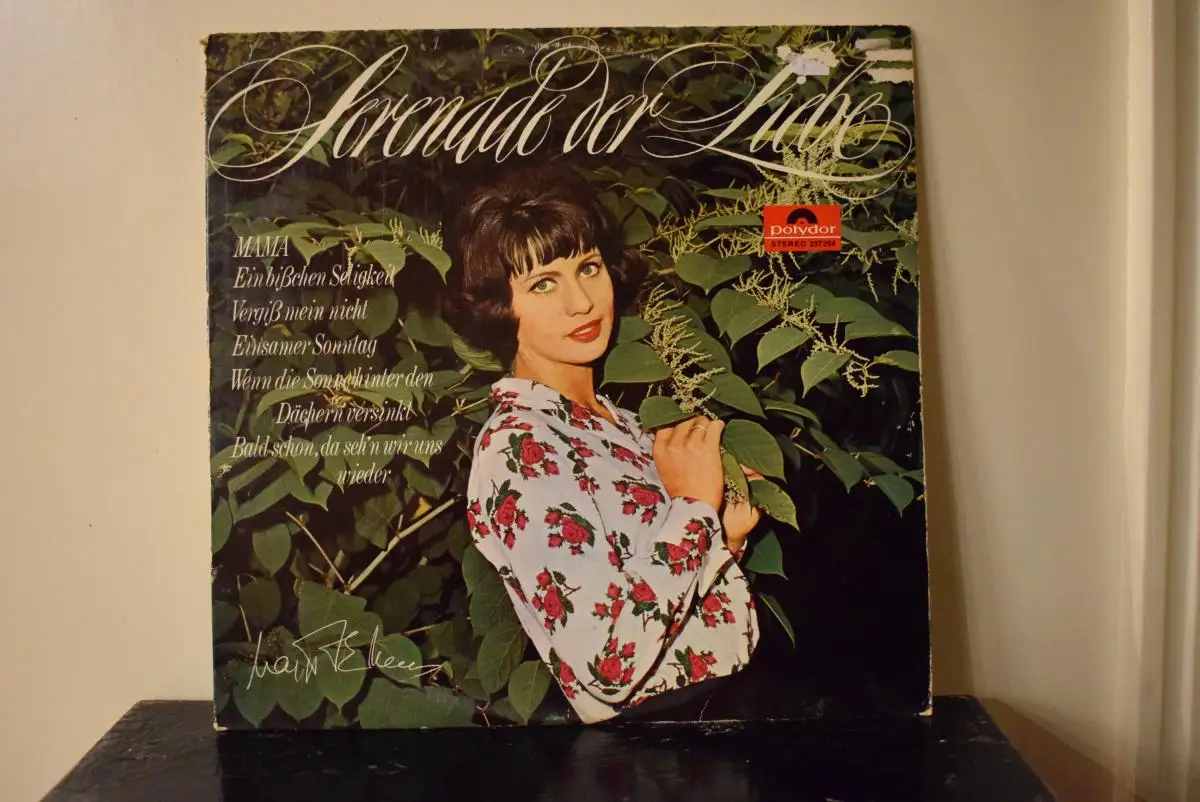 Serenade der Liebe
polydor
STEREO 237294
MAMA
Ein bißchen Seligkeit
Vergiß mein nicht
Einsamer Sonntag
Wenn die Sonne hinter den
Dächern versinkt
Bald schon, da seh'n wir uns
wieder